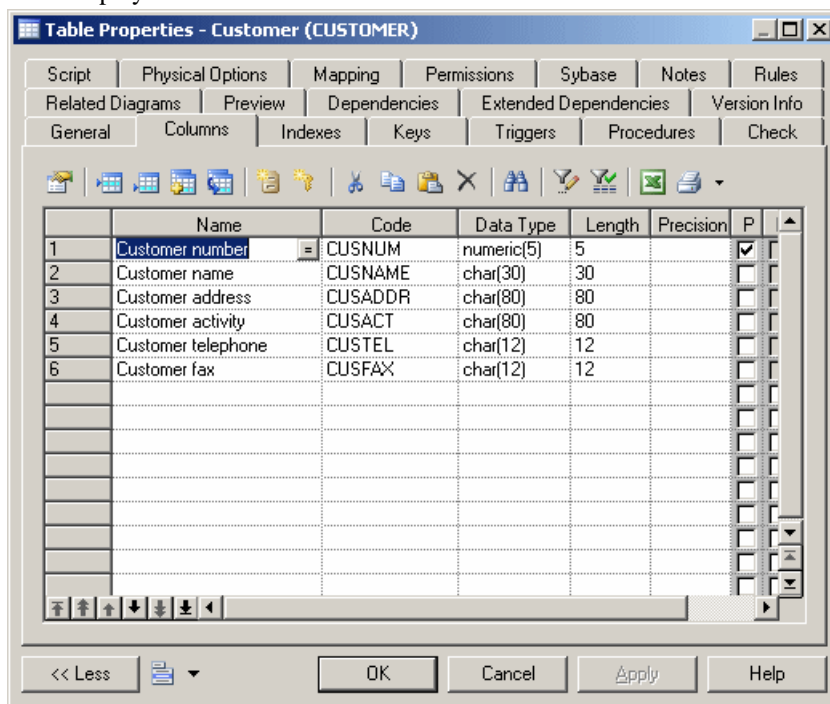 Table Properties - Customer (CUSTOMER)
Script Physical Options Mapping Permissions Sybase Notes Rules
Related Diagrams Preview Dependencies Extended Dependencies Version Info
General Columns Indexes Keys Triggers Procedures Check
Name Code Data Type Length Precision P
1 Customer number = CUSNUM numeric(5) 5
2 Customer name CUSNAME char(30) 30
3 Customer address CUSADDR char(80) 80
4 Customer activity CUSACT char(80) 80
5 Customer telephone CUSTEL char(12) 12
6 Customer fax CUSFAX char(12) 12
<< Less OK Cancel Apply Help